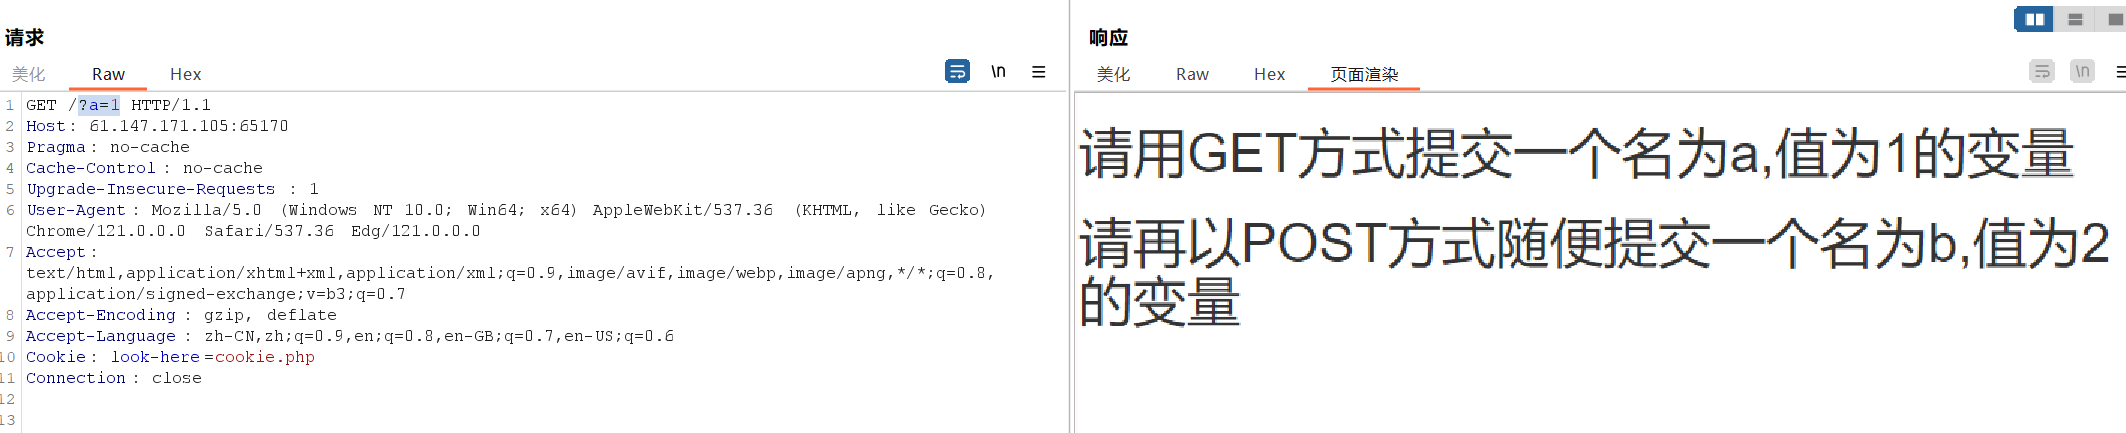 请求
美化 Raw Hex \n
1 GET /?a=1 HTTP/1.1
2 Host: 61.147.171.105:65170
3 Pragma: no-cache
4 Cache-Control: no-cache
5 Upgrade-Insecure-Requests : 1
6 User-Agent: Mozilla/5.0 (Windows NT 10.0; Win64; x64) AppleWebKit/537.36 (KHTML, like Gecko)
Chrome/121.0.0.0 Safari/537.36 Edg/121.0.0.0
7 Accept:
text/html,application/xhtml+xml,application/xml;q=0.9,image/avif,image/webp,image/apng,*/*;q=0.8,
application/signed-exchange;v=b3;q=0.7
8 Accept-Encoding : gzip, deflate
9 Accept-Language : zh-CN,zh;q=0.9,en;q=0.8,en-GB;q=0.7,en-US;q=0.6
10 Cookie: look-here=cookie.php
11 Connection: close
12
13
响应
美化 Raw Hex 页面渲染 \n
请用GET方式提交一个名为a,值为1的变量
请再以POST方式随便提交一个名为b,值为2
的变量